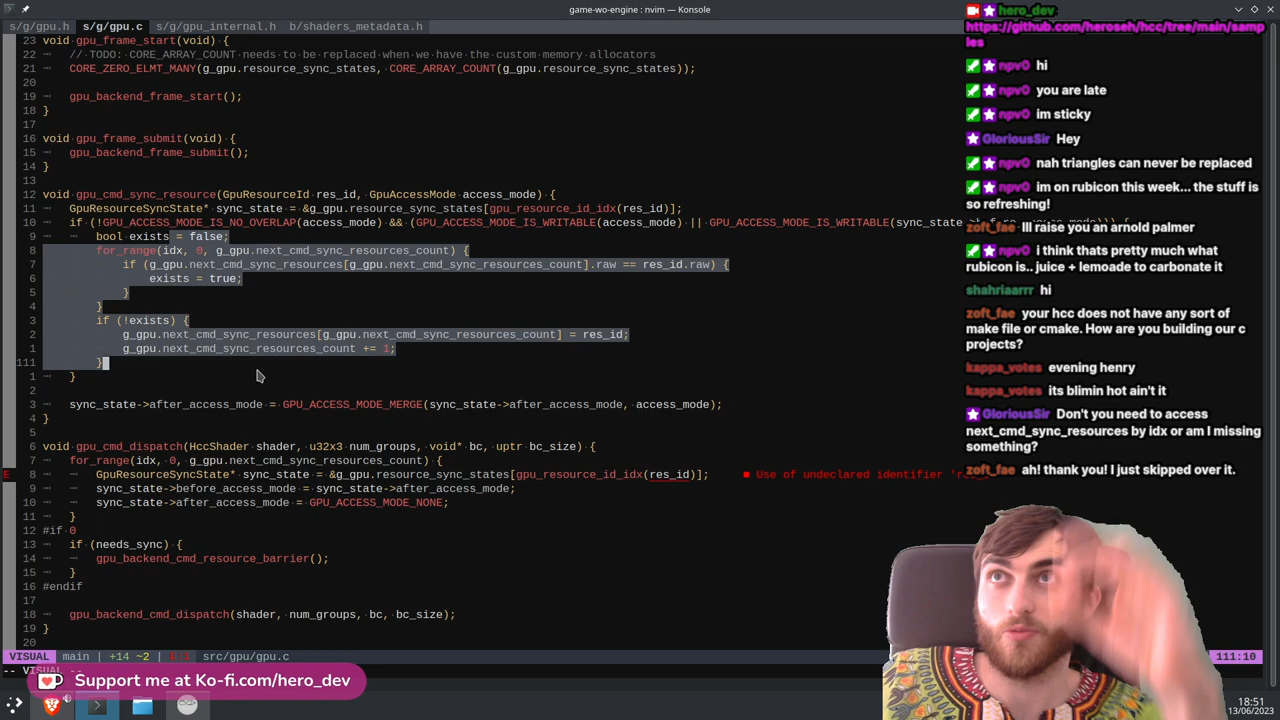 game-wo-engine : nvim — Konsole
s/g/gpu.h s/g/gpu.c s/g/gpu_internal. metadata.h
23 void gpu_frame_start(void) {
22 // TODO: CORE_ARRAY_COUNT needs to be replaced when we have the custom memory allocators
21 CORE_ZERO_ELMT_MANY(g_gpu.resource_sync_states, CORE_ARRAY_COUNT(g_gpu.resource_sync_states));
20
19 gpu_backend_frame_start();
18 }
17
16 void gpu_frame_submit(void) {
15 gpu_backend_frame_submit();
14 }
13
12 void gpu_cmd_sync_resource(GpuResourceId res_id, GpuAccessMode access_mode) {
11 GpuResourceSyncState* sync_state = &g_gpu.resource_sync_states[gpu_resource_id_idx(res_id)];
10 if (!GPU_ACCESS_MODE_IS_NO_OVERLAP(access_mode) && (GPU_ACCESS_MODE_IS_WRITABLE(access_mode) || GPU_ACCESS_MODE_IS_WRITABLE(sync_
9 bool exists = false;
8 for_range(idx, 0, g_gpu.next_cmd_sync_resources_count) {
7 if (g_gpu.next_cmd_sync_resources[g_gpu.next_cmd_sync_resources_count].raw == res_id.raw) {
6 exists = true;
5 }
4 }
3 if (!exists) {
2 g_gpu.next_cmd_sync_resources[g_gpu.next_cmd_sync_resources_count] = res_id;
1 g_gpu.next_cmd_sync_resources_count += 1;
111 }
1 }
2
3 sync_state->after_access_mode = GPU_ACCESS_MODE_MERGE(sync_state->after_access_mode, access_mode);
4 }
5
6 void gpu_cmd_dispatch(HccShader shader, u32x3 num_groups, void* bc, uptr bc_size) {
7 for_range(idx, 0, g_gpu.next_cmd_sync_resources_count) {
E 8 GpuResourceSyncState* sync_state = &g_gpu.resource_sync_states[gpu_resource_id_idx(res_id)]; ■ Use of undeclared identifier 'res_
9 sync_state->before_access_mode = sync_state->after_access_mode;
10 sync_state->after_access_mode = GPU_ACCESS_MODE_NONE;
11 }
12 #if 0
13 if (needs_sync) {
14 gpu_backend_cmd_resource_barrier();
15 }
16 #endif
17
18 gpu_backend_cmd_dispatch(shader, num_groups, bc, bc_size);
19 }
20
VISUAL main | +14 ~2 | E:1 src/gpu/gpu.c 111:10
-- VISUAL --
Support me at Ko-fi.com/hero_dev
18:51
13/06/2023
hero_dev
https://github.com/heroseh/hcc/tree/main/samp
les
npv0 hi
npv0 you are late
npv0 im sticky
GloriousSir Hey
npv0 nah triangles can never be replaced
npv0 im on rubicon this week... the stuff is
so refreshing!
zoft_fae Ill raise you an arnold palmer
npv0 i think thats pretty much what
rubicon is.. juice + lemoade to carbonate it
shahriaarrr hi
zoft_fae your hcc does not have any sort of
make file or cmake. How are you building our c
projects?
kappa_votes evening henry
kappa_votes its blimin hot ain't it
GloriousSir Don't you need to access
next_cmd_sync_resources by idx or am I missing
something?
zoft_fae ah! thank you! I just skipped over it.